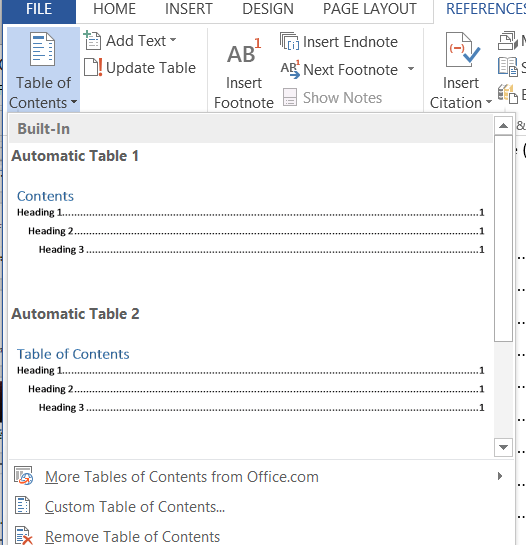 FILE HOME INSERT DESIGN PAGE LAYOUT REFERENCES
Table of Contents
Add Text
Update Table
AB1
Insert Footnote
Insert Endnote
AB1 Next Footnote
Show Notes
Insert Citation
Built-In
Automatic Table 1
Contents
Heading 1...1
Heading 2...1
Heading 3...1
Automatic Table 2
Table of Contents
Heading 1...1
Heading 2...1
Heading 3...1
More Tables of Contents from Office.com
Custom Table of Contents...
Remove Table of Contents